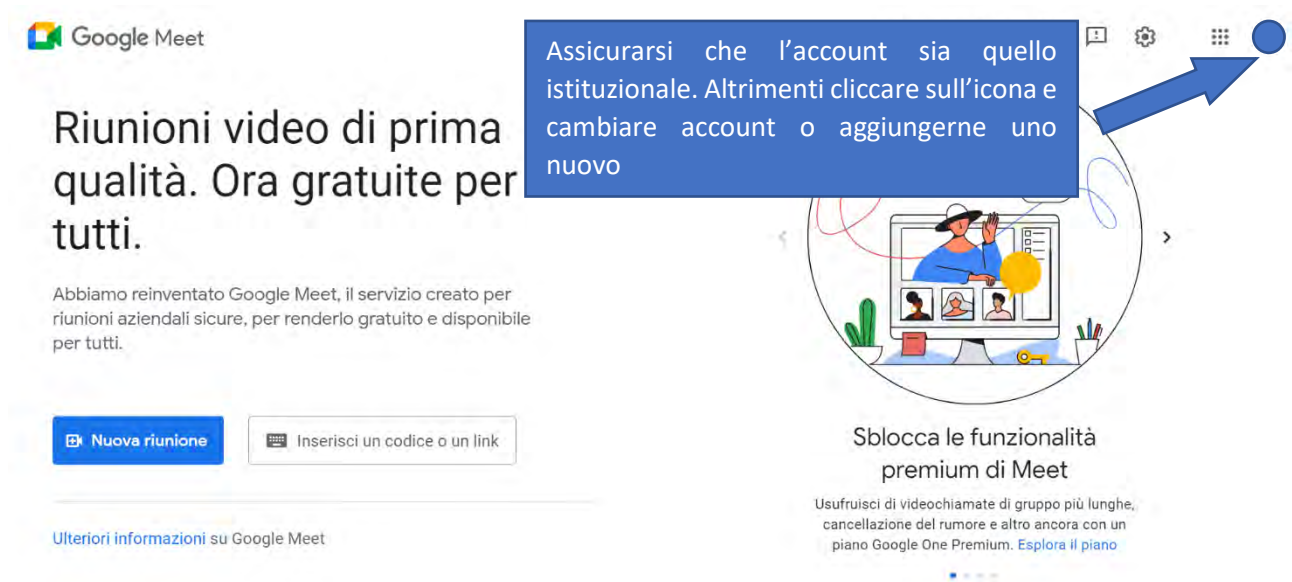 Google Meet
Assicurarsi che l’account sia quello
istituzionale. Altrimenti cliccare sull’icona e
cambiare account o aggiungerne uno
nuovo
Riunioni video di prima
qualità. Ora gratuite per
tutti.
Abbiamo reinventato Google Meet, il servizio creato per
riunioni aziendali sicure, per renderlo gratuito e disponibile
per tutti.
Nuova riunione
Inserisci un codice o un link
Ulteriori informazioni su Google Meet
Sblocca le funzionalità
premium di Meet
Usufruisci di videochiamate di gruppo più lunghe,
cancellazione del rumore e altro ancora con un
piano Google One Premium. Esplora il piano